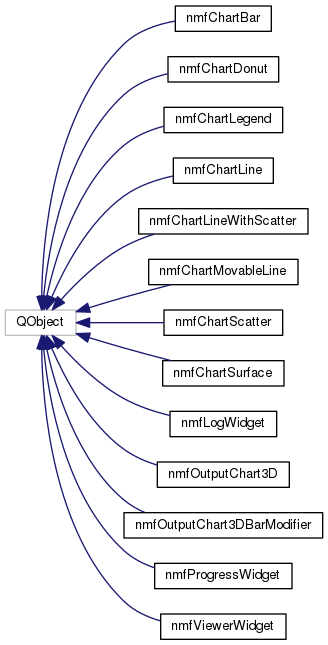 nmfChartBar
nmfChartDonut
nmfChartLegend
nmfChartLine
nmfChartLineWithScatter
nmfChartMovableLine
QObject
nmfChartScatter
nmfChartSurface
nmfLogWidget
nmfOutputChart3D
nmfOutputChart3DBarModifier
nmfProgressWidget
nmfViewerWidget